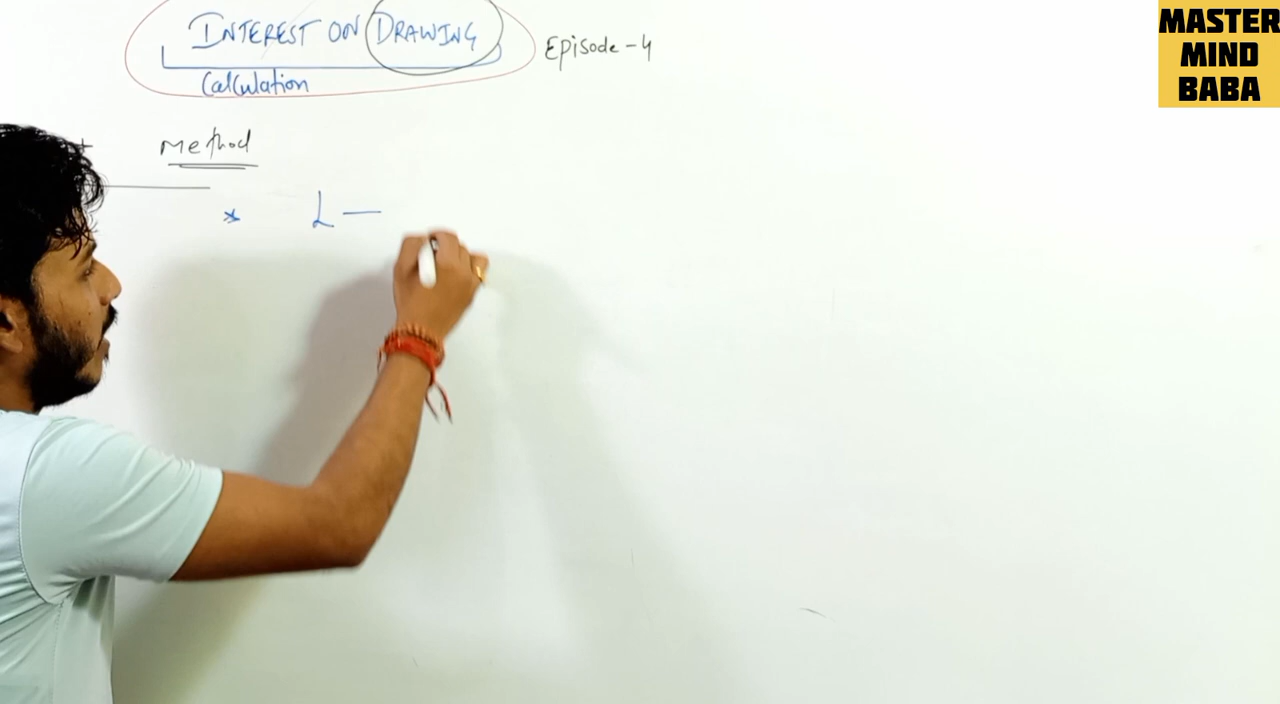 INTEREST ON DRAWING
Calculation
Episode - 4
MASTER
MIND
BABA
Method
* L —